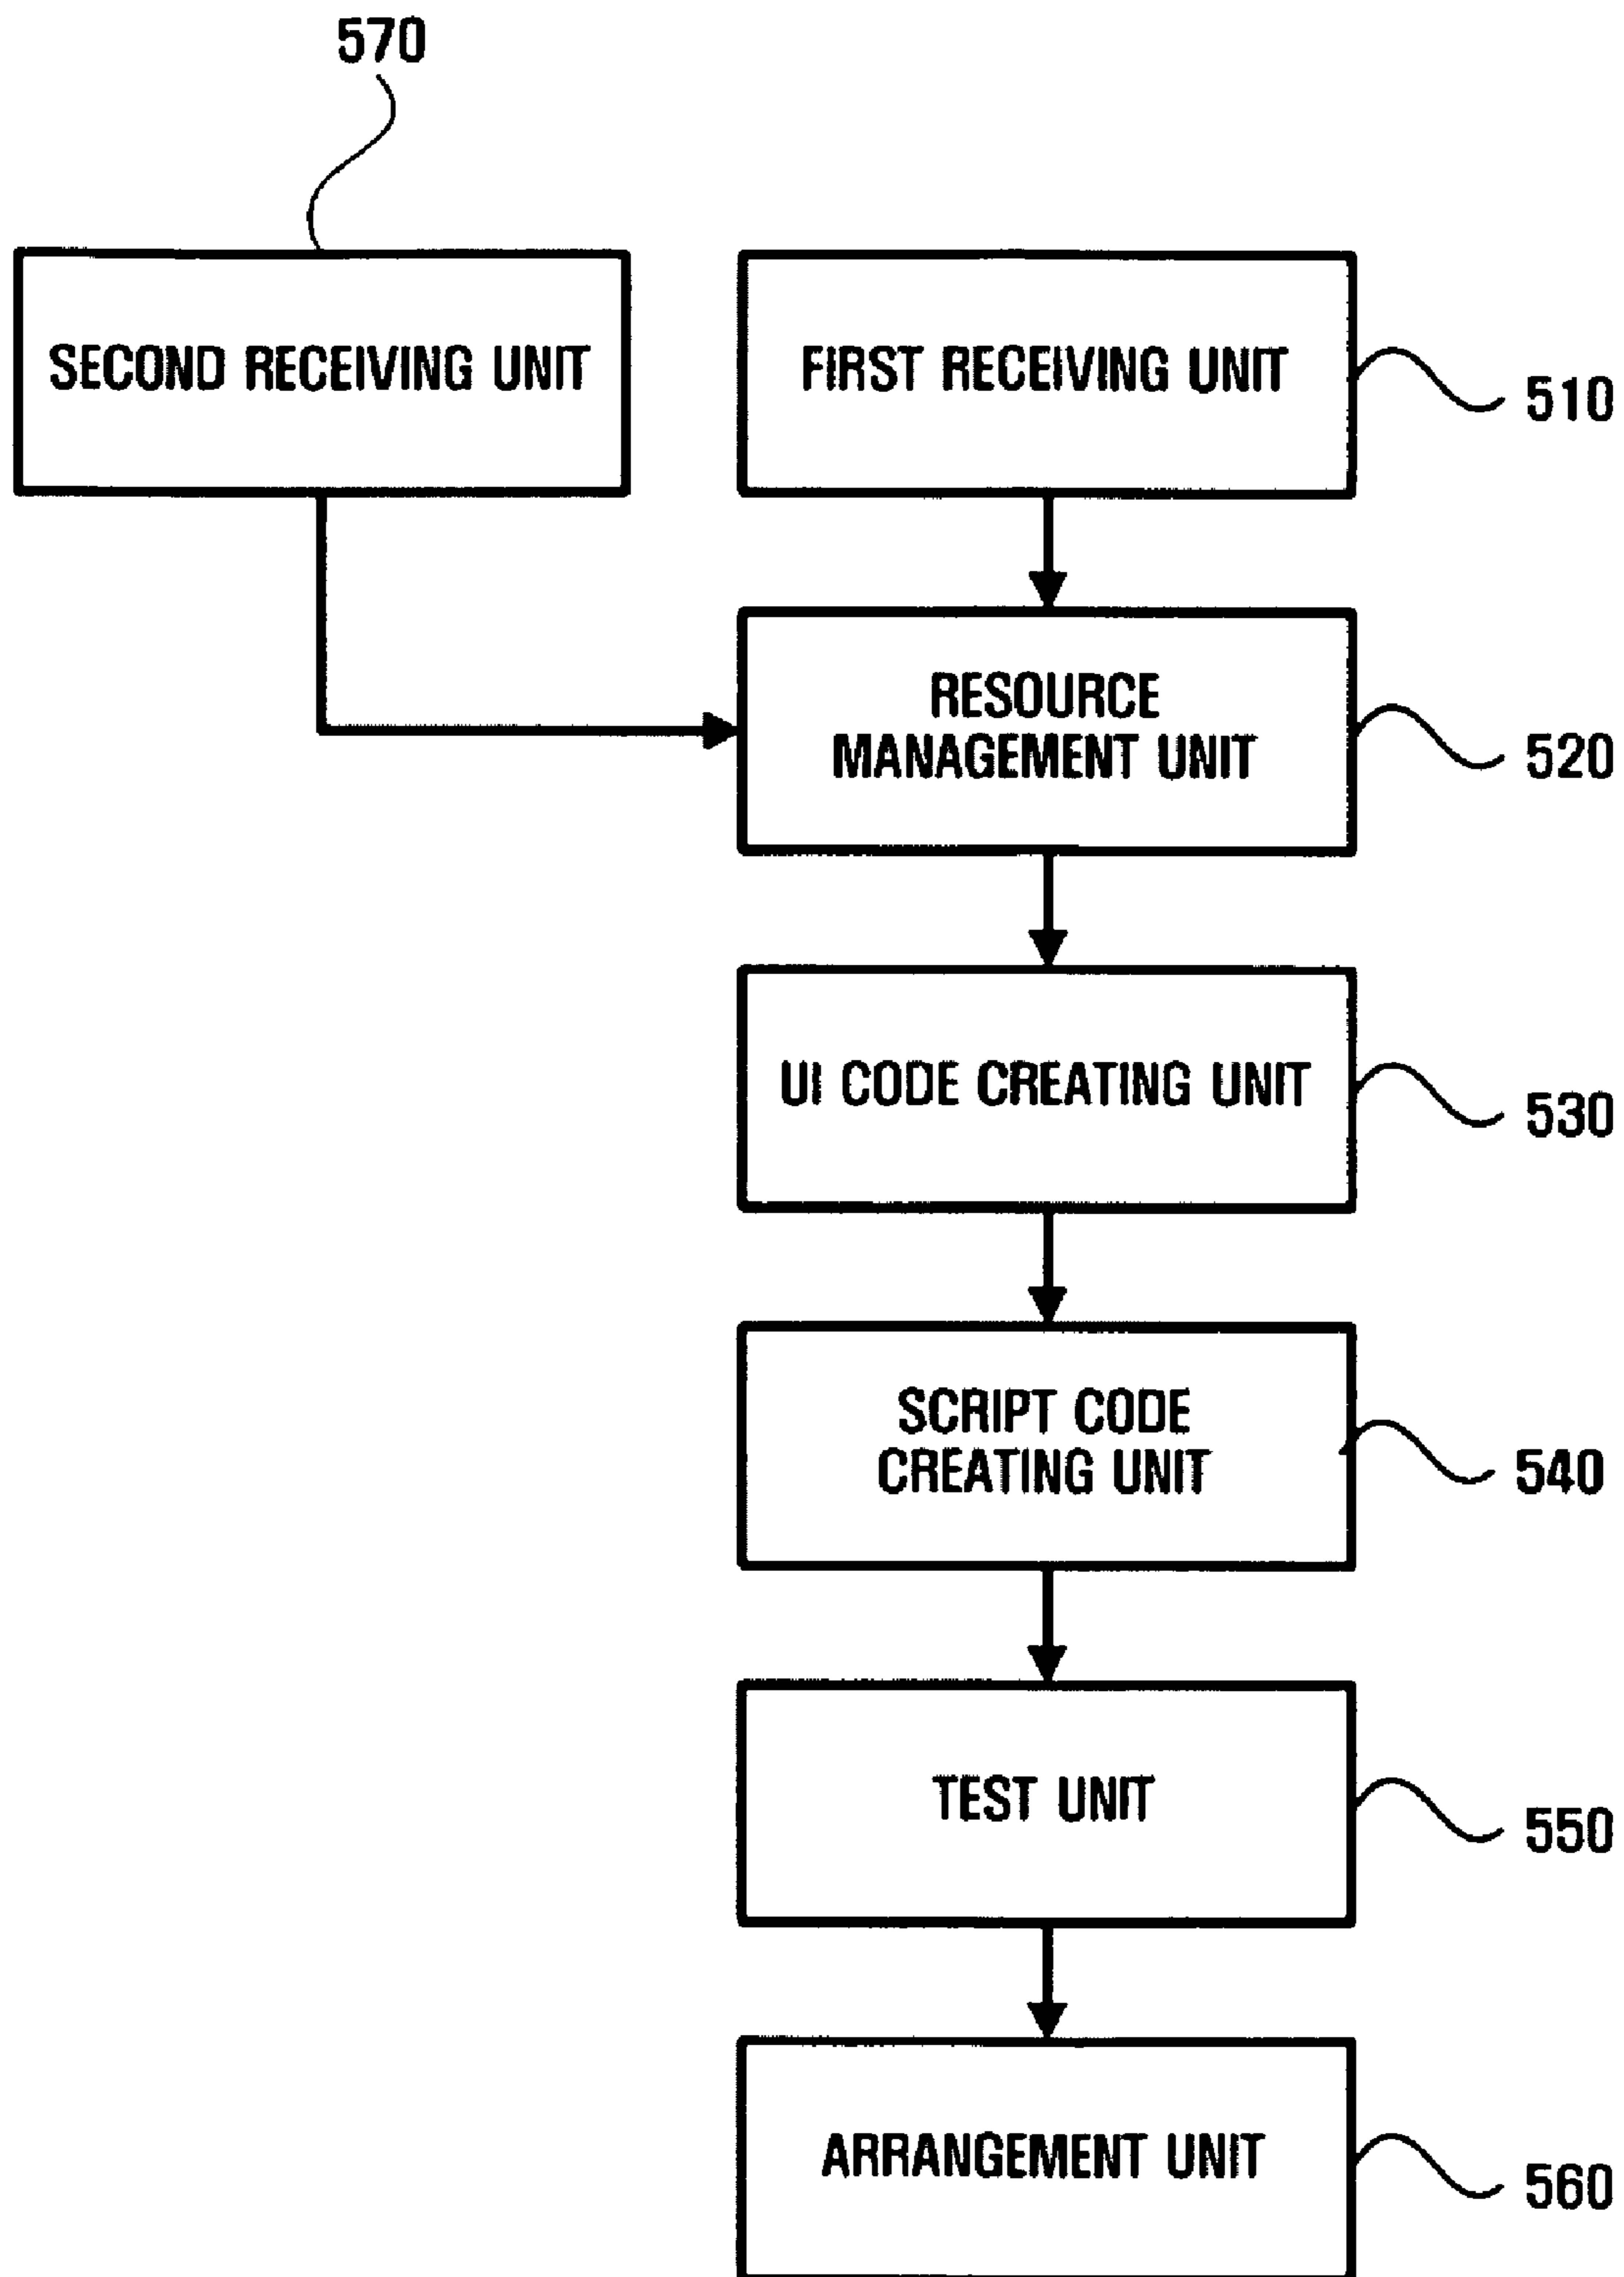 570
SECOND RECEIVING UNIT
FIRST RECEIVING UNIT
510
RESOURCE
MANAGEMENT UNIT
520
UI CODE CREATING UNIT
530
SCRIPT CODE
CREATING UNIT
540
TEST UNIT
550
ARRANGEMENT UNIT
560